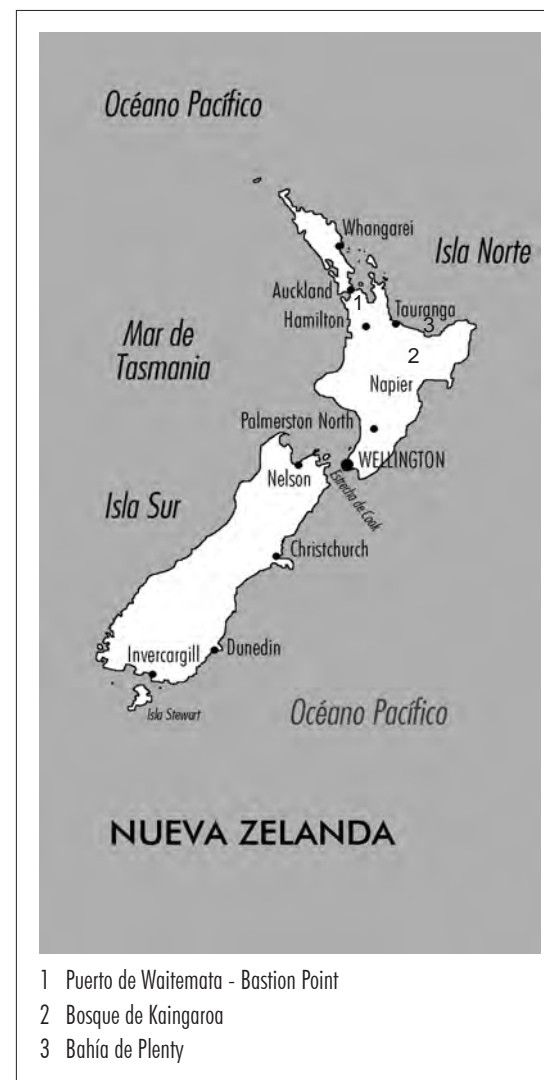 Océano Pacífico
Whangarei
Isla Norte
Auckland
1
Tauranga
3
Hamilton
2
Mar de
Tasmania
Napier
Palmerston North
WELLINGTON
Nelson
Estrecho de Cook
Isla Sur
Christchurch
Invercargill
Dunedin
Isla Stewart
Océano Pacífico
NUEVA ZELANDA
1 Puerto de Waitemata - Bastion Point
2 Bosque de Kaingaroa
3 Bahía de Plenty